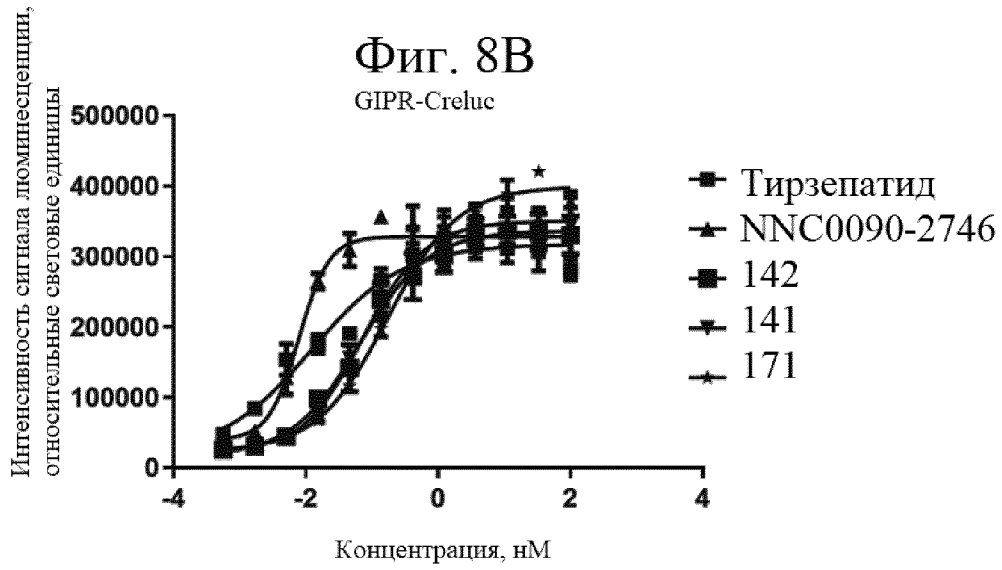 Фиг. 8B
GIPR-Creluc
Интенсивность сигнала люминесценции,
относительные световые единицы
500000
400000
300000
200000
100000
0
-4
-2
0
2
4
Концентрация, нМ
Тирзепатид
NNC0090-2746
142
141
171